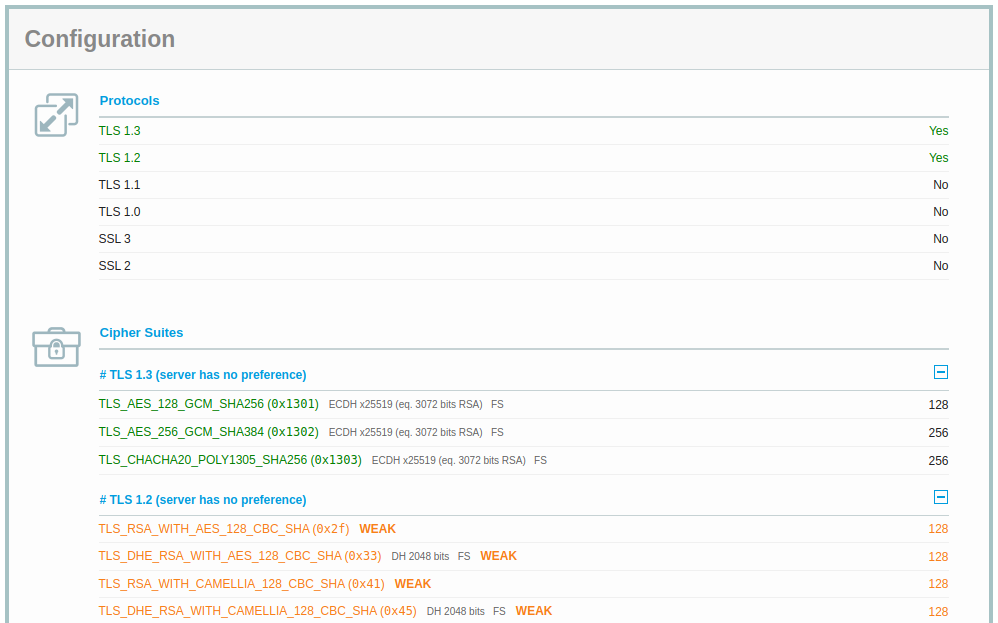 Configuration
Protocols
TLS 1.3 Yes
TLS 1.2 Yes
TLS 1.1 No
TLS 1.0 No
SSL 3 No
SSL 2 No
Cipher Suites
# TLS 1.3 (server has no preference)
TLS_AES_128_GCM_SHA256 (0x1301) ECDH x25519 (eq. 3072 bits RSA) FS 128
TLS_AES_256_GCM_SHA384 (0x1302) ECDH x25519 (eq. 3072 bits RSA) FS 256
TLS_CHACHA20_POLY1305_SHA256 (0x1303) ECDH x25519 (eq. 3072 bits RSA) FS 256
# TLS 1.2 (server has no preference)
TLS_RSA_WITH_AES_128_CBC_SHA (0x2f) WEAK 128
TLS_DHE_RSA_WITH_AES_128_CBC_SHA (0x33) DH 2048 bits FS WEAK 128
TLS_RSA_WITH_CAMELLIA_128_CBC_SHA (0x41) WEAK 128
TLS_DHE_RSA_WITH_CAMELLIA_128_CBC_SHA (0x45) DH 2048 bits FS WEAK 128